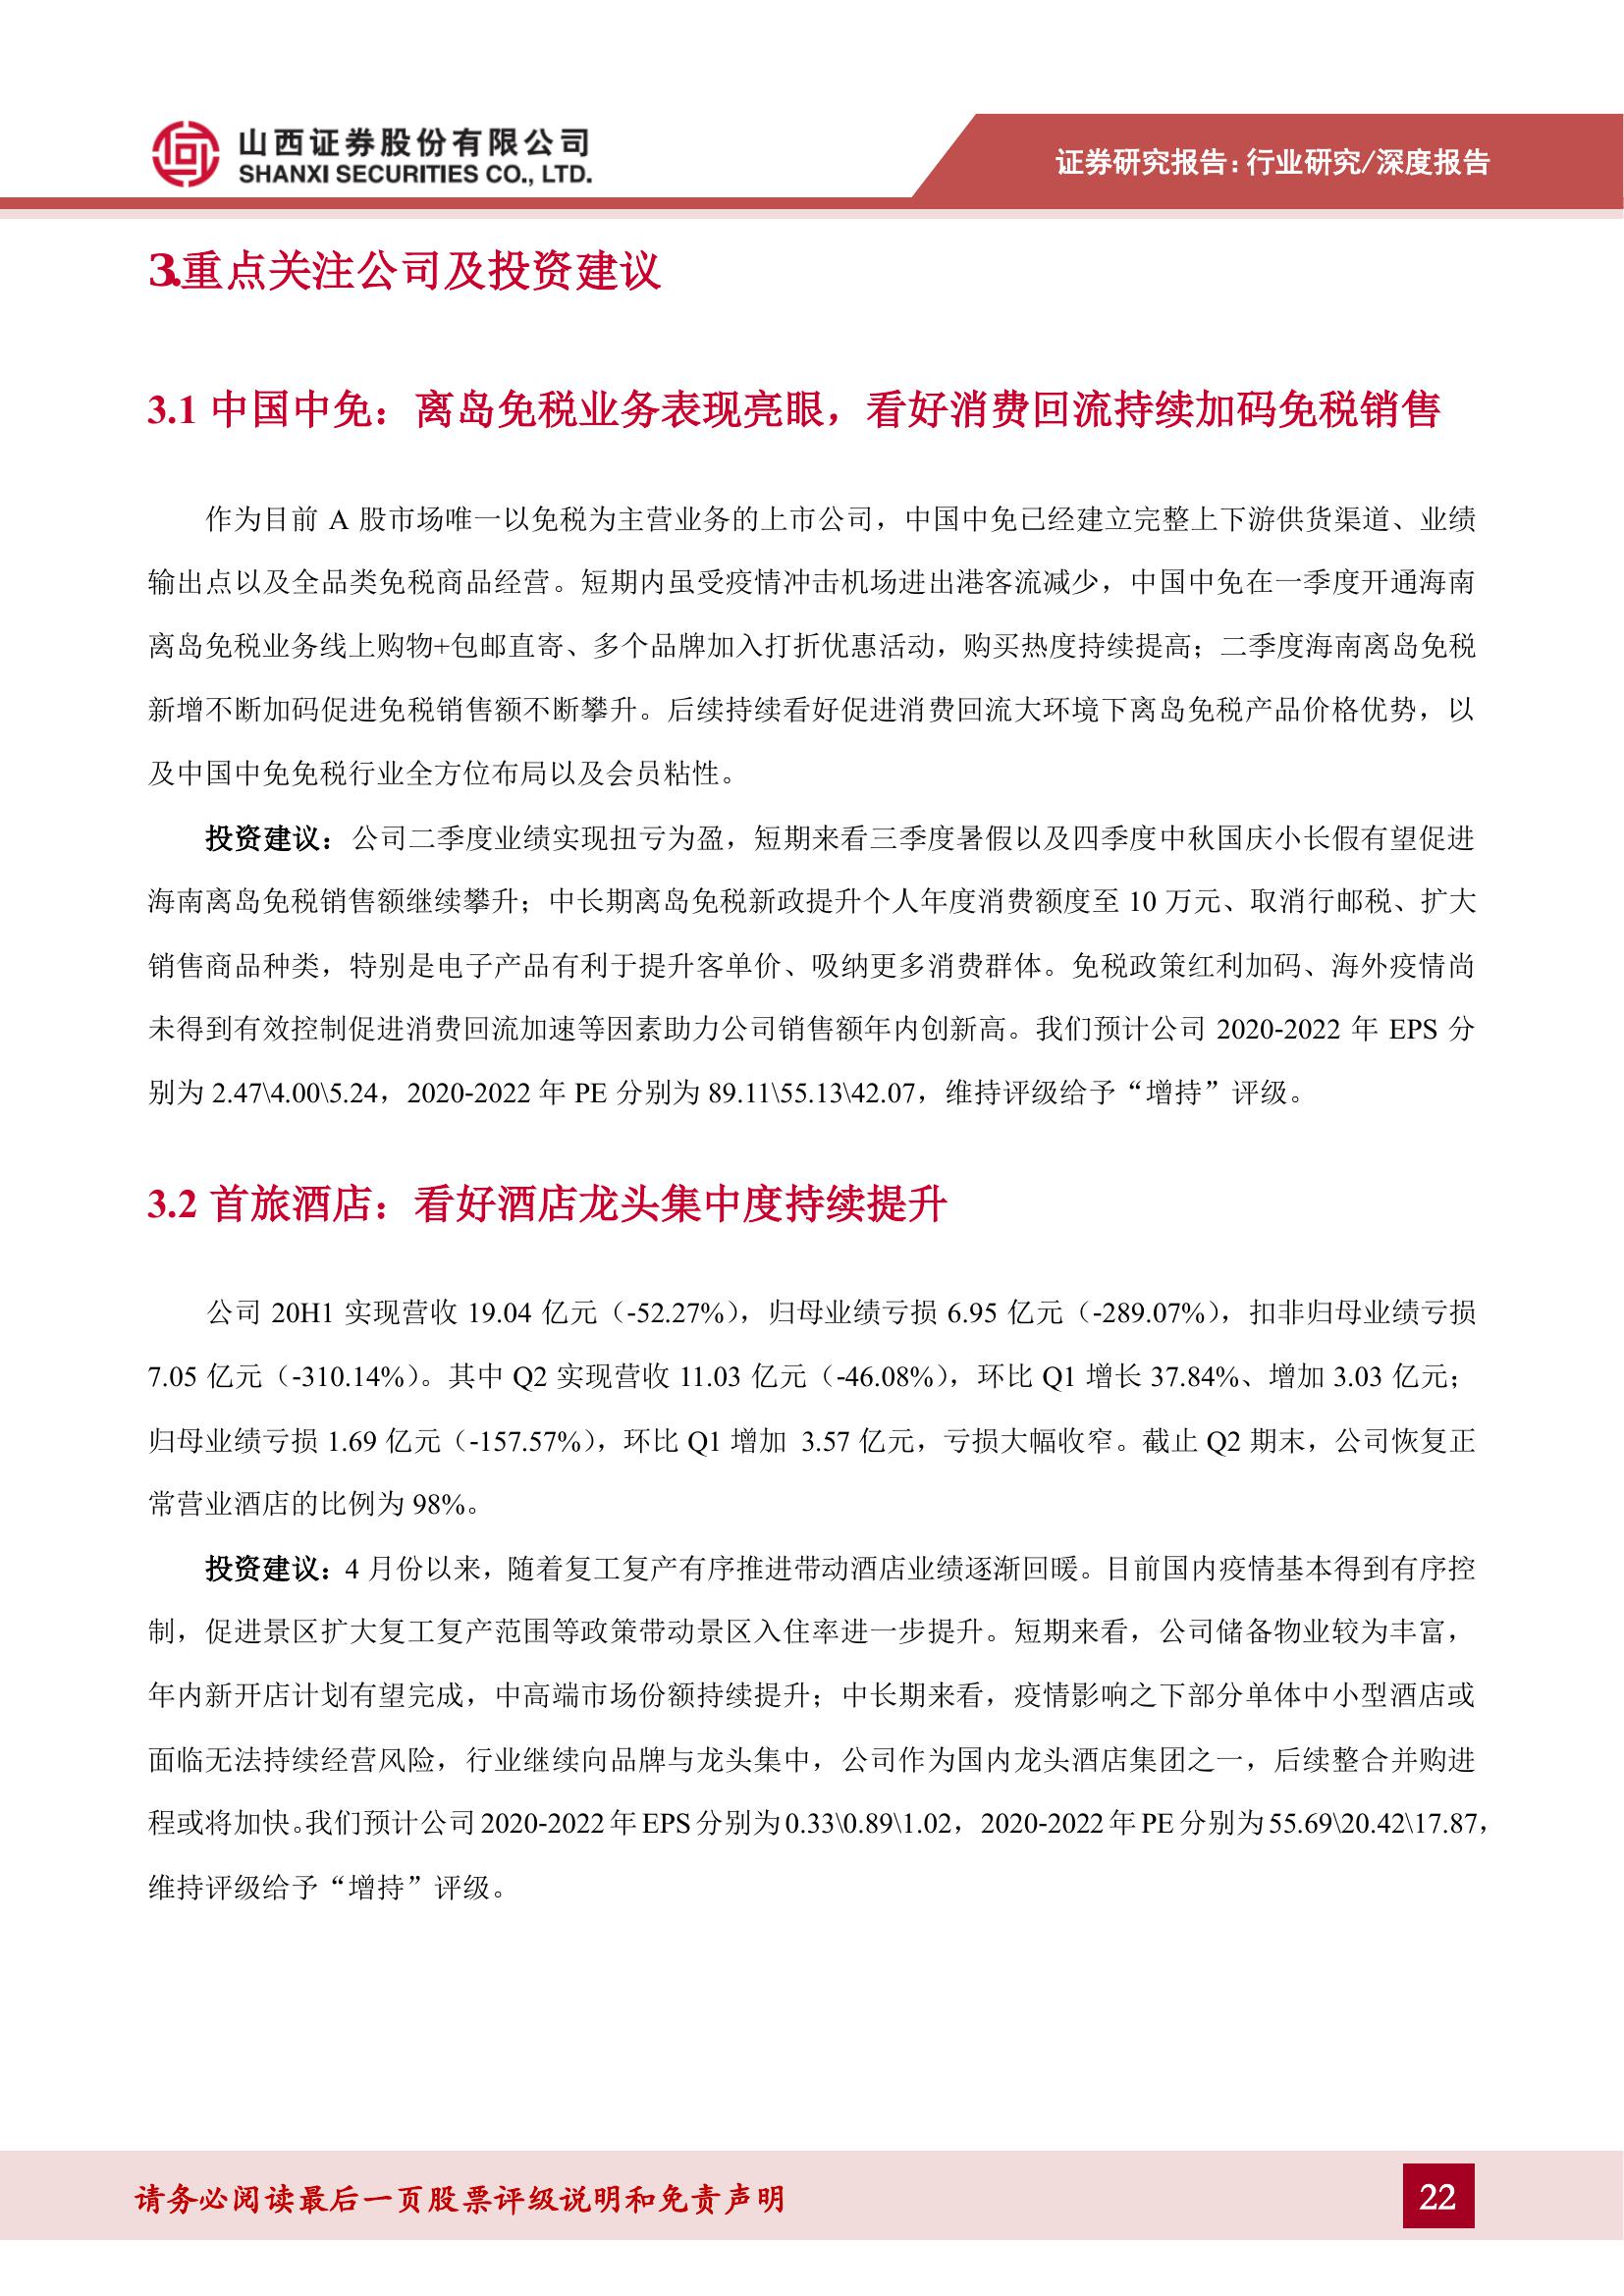 山西证券股份有限公司
SHANXI SECURITIES CO., LTD.
证券研究报告:行业研究/深度报告
3.重点关注公司及投资建议
3.1 中国中免：离岛免税业务表现亮眼，看好消费回流持续加码免税销售
作为目前 A 股市场唯一以免税为主营业务的上市公司，中国中免已经建立完整上下游供货渠道、业绩
输出点以及全品类免税商品经营。短期内虽受疫情冲击机场进出港客流减少，中国中免在一季度开通海南
离岛免税业务线上购物+包邮直寄、多个品牌加入打折优惠活动，购买热度持续提高；二季度海南离岛免税
新增不断加码促进免税销售额不断攀升。后续持续看好促进消费回流大环境下离岛免税产品价格优势，以
及中国中免免税行业全方位布局以及会员粘性。
投资建议：公司二季度业绩实现扭亏为盈，短期来看三季度暑假以及四季度中秋国庆小长假有望促进
海南离岛免税销售额继续攀升；中长期离岛免税新政提升个人年度消费额度至 10 万元、取消行邮税、扩大
销售商品种类，特别是电子产品有利于提升客单价、吸纳更多消费群体。免税政策红利加码、海外疫情尚
未得到有效控制促进消费回流加速等因素助力公司销售额年内创新高。我们预计公司 2020-2022 年 EPS 分
别为 2.47\4.00\5.24，2020-2022 年 PE 分别为 89.11\55.13\42.07，维持评级给予“增持”评级。
3.2 首旅酒店：看好酒店龙头集中度持续提升
公司 20H1 实现营收 19.04 亿元（-52.27%），归母业绩亏损 6.95 亿元（-289.07%），扣非归母业绩亏损
7.05 亿元（-310.14%）。其中 Q2 实现营收 11.03 亿元（-46.08%），环比 Q1 增长 37.84%、增加 3.03 亿元；
归母业绩亏损 1.69 亿元（-157.57%），环比 Q1 增加 3.57 亿元，亏损大幅收窄。截止 Q2 期末，公司恢复正
常营业酒店的比例为 98%。
投资建议：4 月份以来，随着复工复产有序推进带动酒店业绩逐渐回暖。目前国内疫情基本得到有序控
制，促进景区扩大复工复产范围等政策带动景区入住率进一步提升。短期来看，公司储备物业较为丰富，
年内新开店计划有望完成，中高端市场份额持续提升；中长期来看，疫情影响之下部分单体中小型酒店或
面临无法持续经营风险，行业继续向品牌与龙头集中，公司作为国内龙头酒店集团之一，后续整合并购进
程或将加快。我们预计公司 2020-2022 年 EPS 分别为 0.33\0.89\1.02，2020-2022 年 PE 分别为 55.69\20.42\17.87，
维持评级给予“增持”评级。
请务必阅读最后一页股票评级说明和免责声明
22